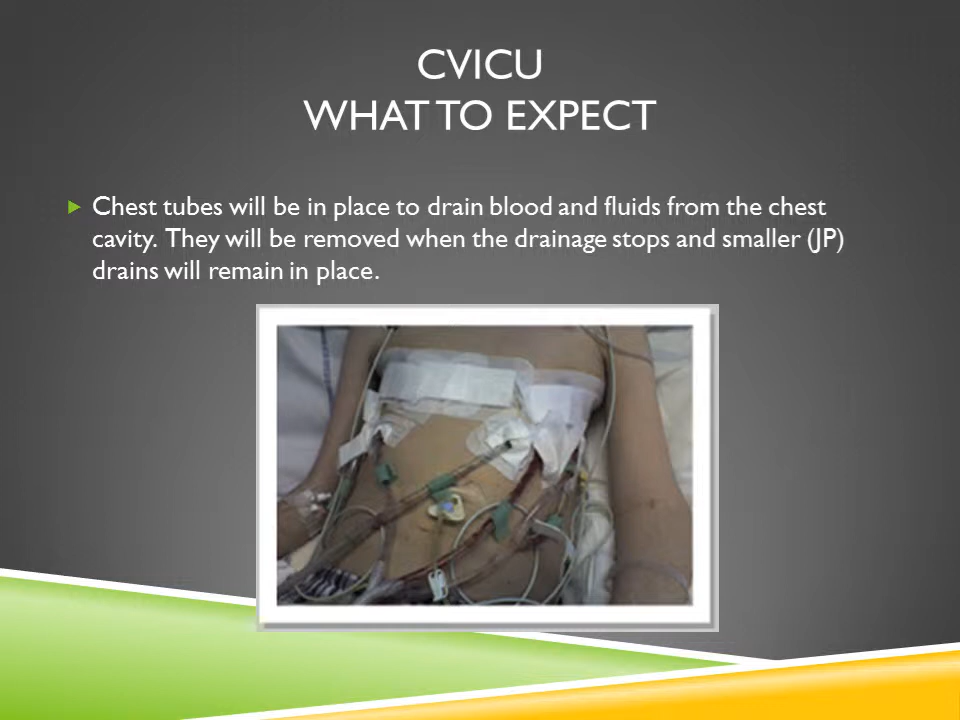 CVICU
WHAT TO EXPECT
Chest tubes will be in place to drain blood and fluids from the chest
cavity. They will be removed when the drainage stops and smaller (JP)
drains will remain in place.